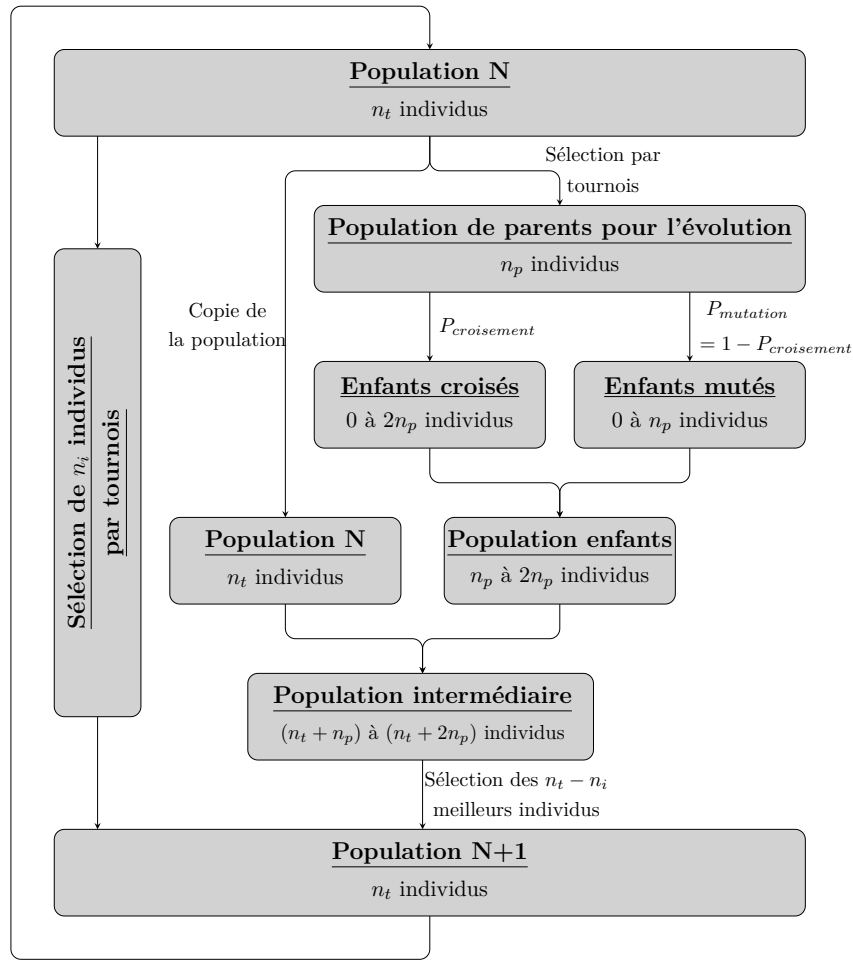 Population N
n_t individus
Sélection par
tournois
Population de parents pour l'évolution
n_p individus
Copie de
la population
P_croisement
P_mutation
= 1 − P_croisement
Enfants croisés
0 à 2n_p individus
Enfants mutés
0 à n_p individus
Séléction de n_i individus
par tournois
Population N
n_t individus
Population enfants
n_p à 2n_p individus
Population intermédiaire
(n_t + n_p) à (n_t + 2n_p) individus
Sélection des n_t − n_i
meilleurs individus
Population N+1
n_t individus